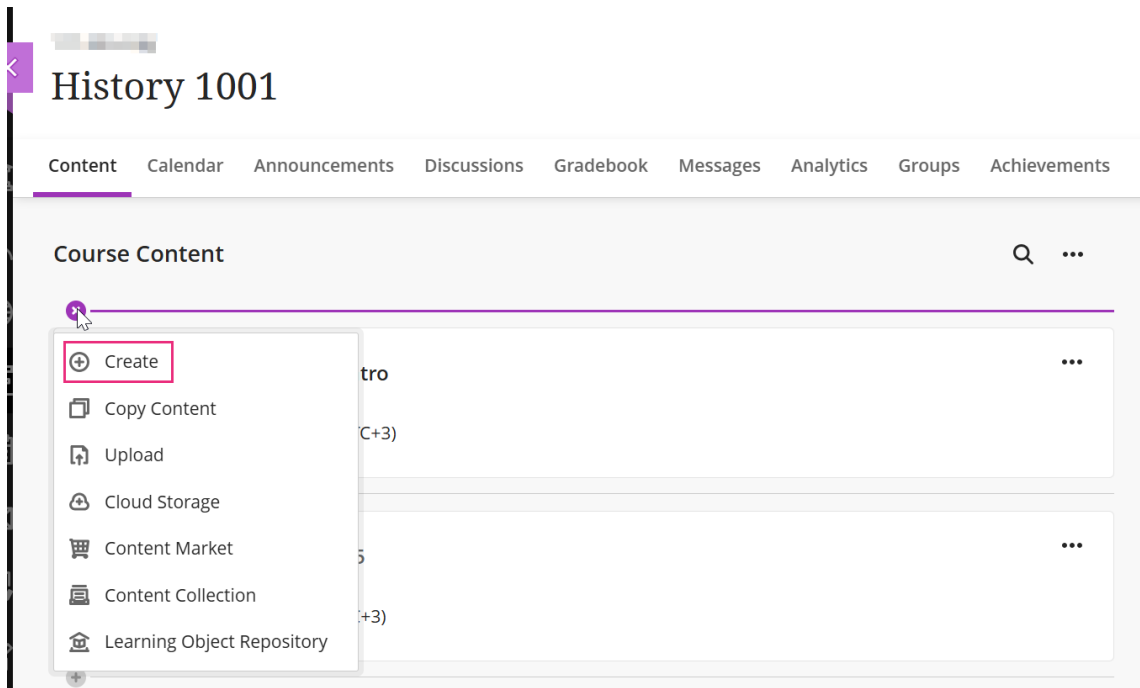 History 1001
Content Calendar Announcements Discussions Gradebook Messages Analytics Groups Achievements
Course Content
Create
tro
Copy Content
C+3)
Upload
Cloud Storage
Content Market
5
Content Collection
+3)
Learning Object Repository